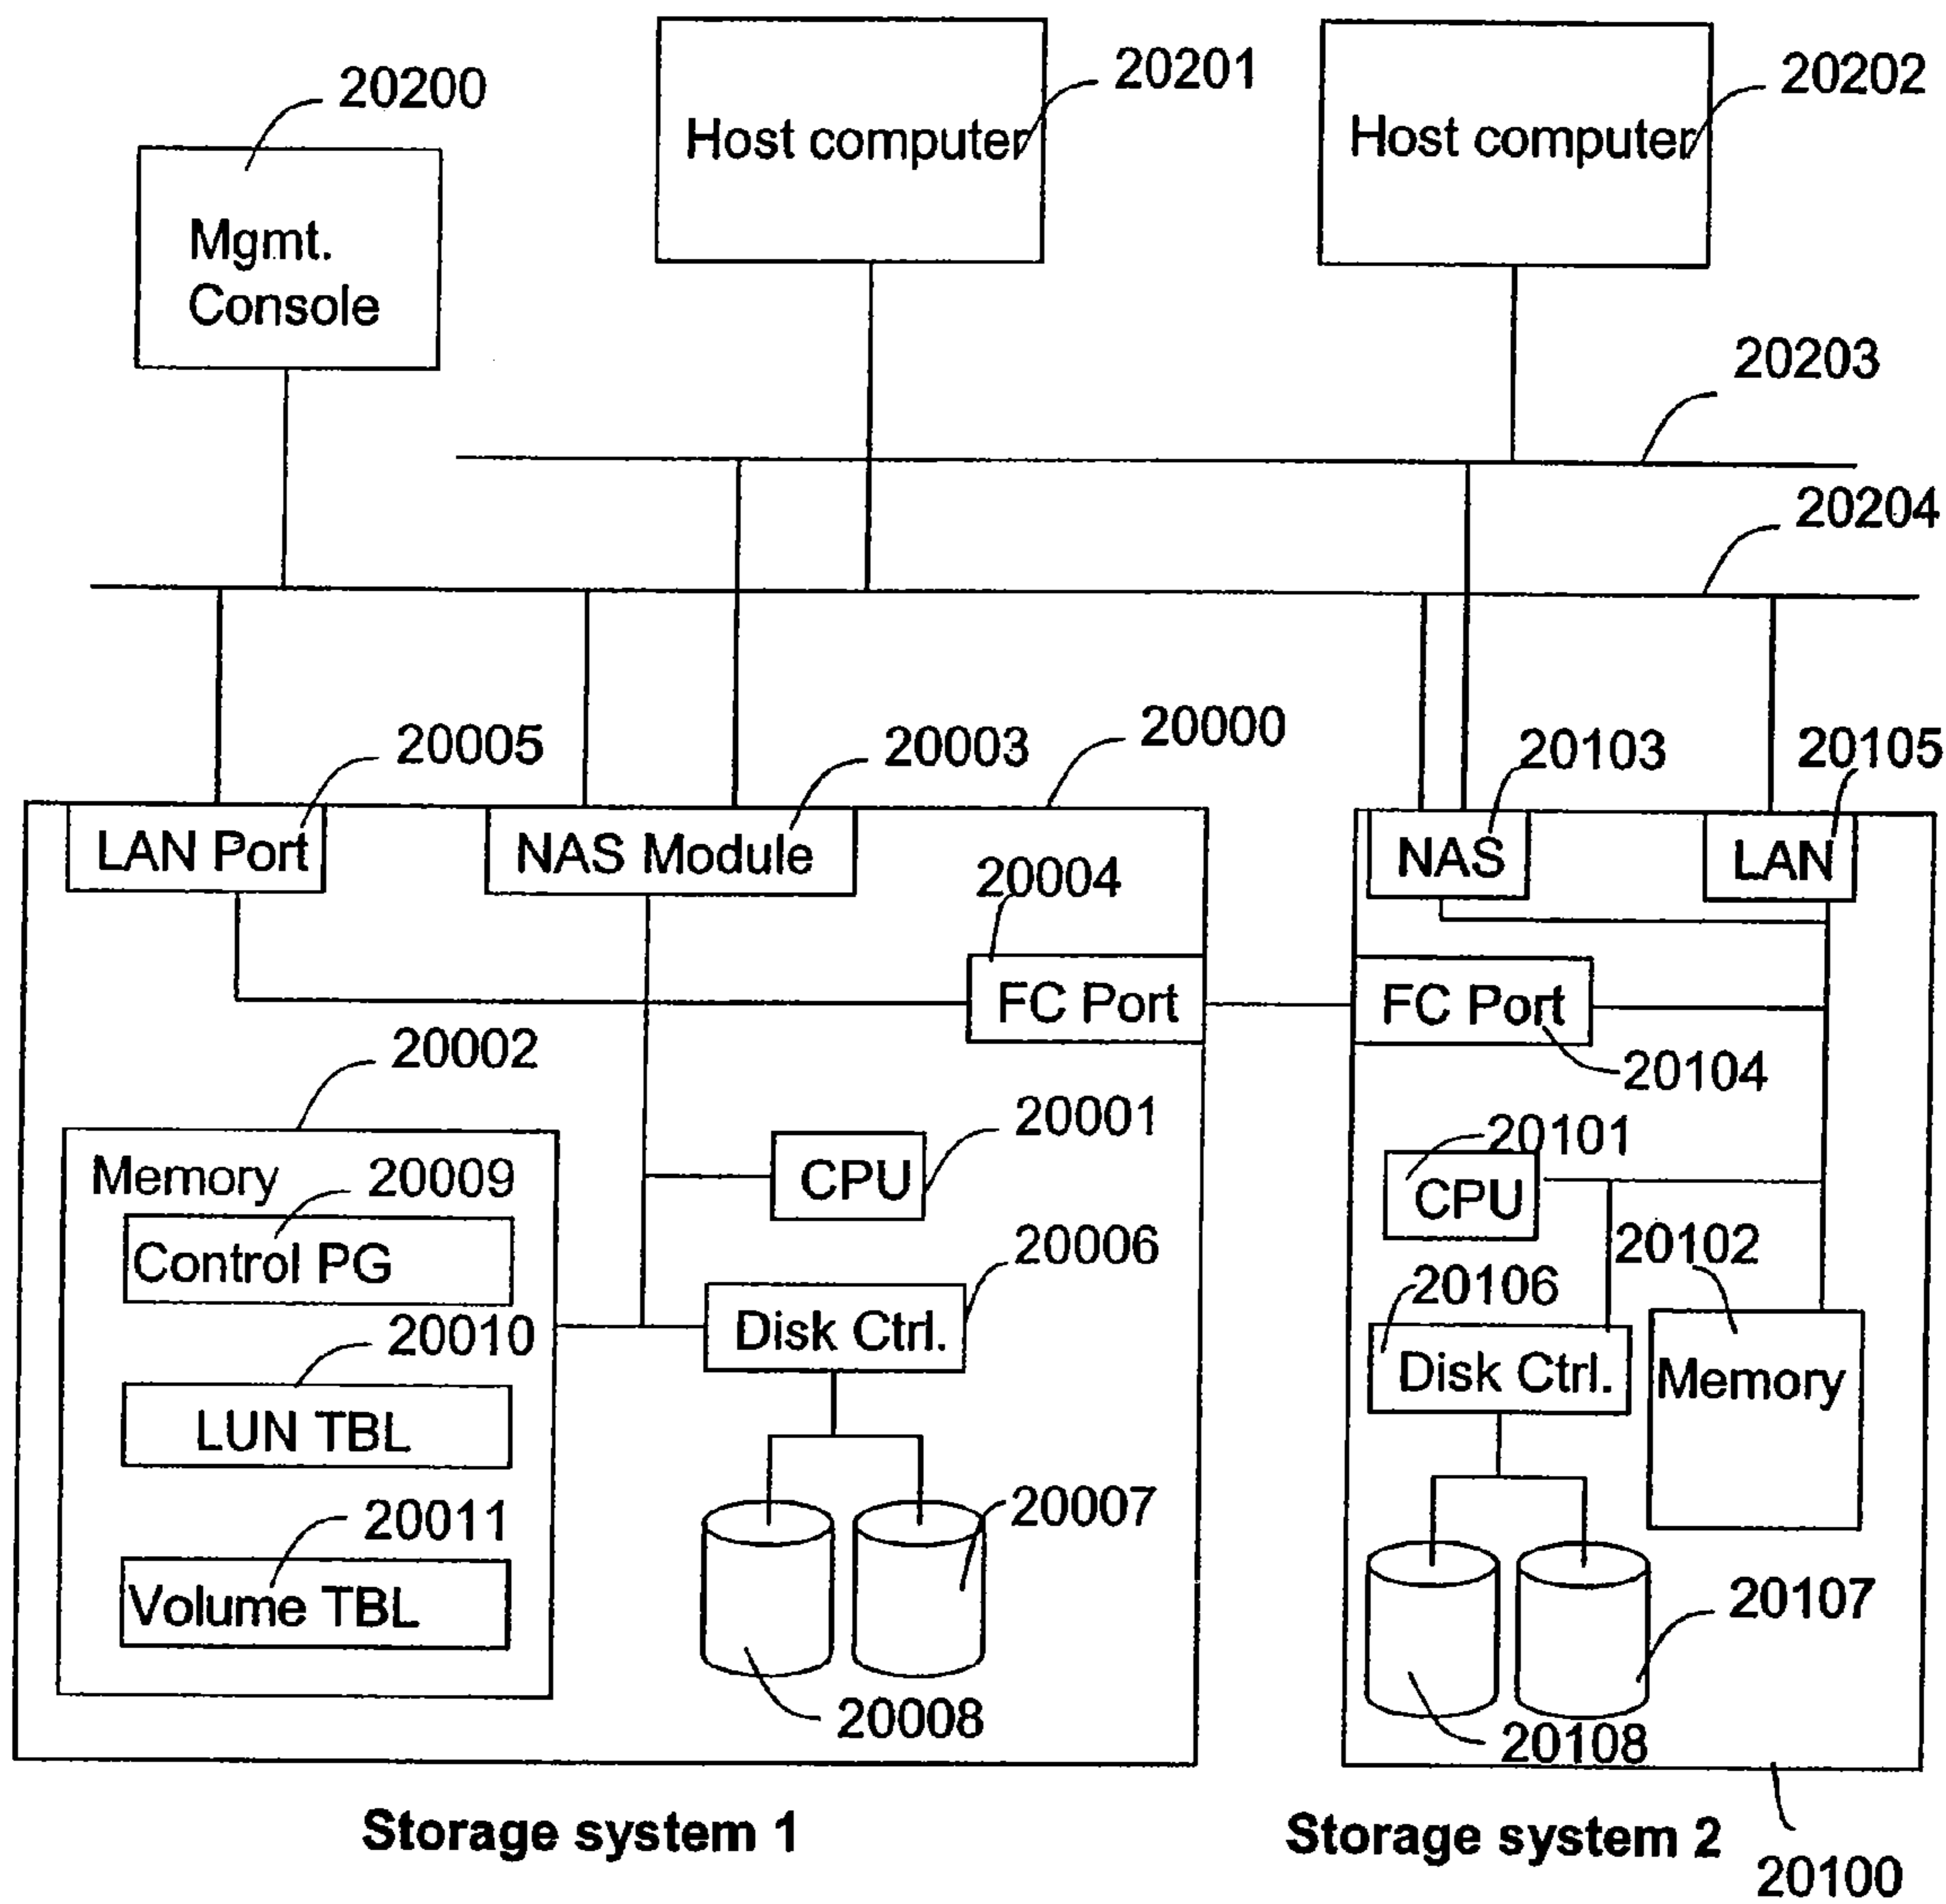 20200
20201
20202
Host computer
Host computer
Mgmt.
Console
20203
20204
20005
20003
20000
20103
20105
LAN Port
NAS Module
20004
NAS
LAN
FC Port
FC Port
20002
20104
20001
20101
Memory
20009
CPU
CPU
Control PG
20006
20102
20106
20010
Disk Ctrl.
Disk Ctrl.
Memory
LUN TBL
20011
20007
Volume TBL
20107
20008
20108
Storage system 1
Storage system 2
20100